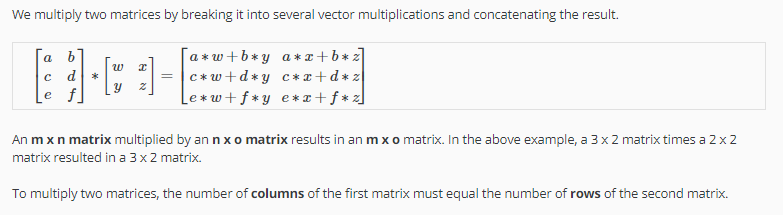 We multiply two matrices by breaking it into several vector multiplications and concatenating the result.
[a b; c d; e f] * [w x; y z] = [a∗w+b∗y a∗x+b∗z; c∗w+d∗y c∗x+d∗z; e∗w+f∗y e∗x+f∗z]
An m x n matrix multiplied by an n x o matrix results in an m x o matrix. In the above example, a 3 x 2 matrix times a 2 x 2
matrix resulted in a 3 x 2 matrix.
To multiply two matrices, the number of columns of the first matrix must equal the number of rows of the second matrix.